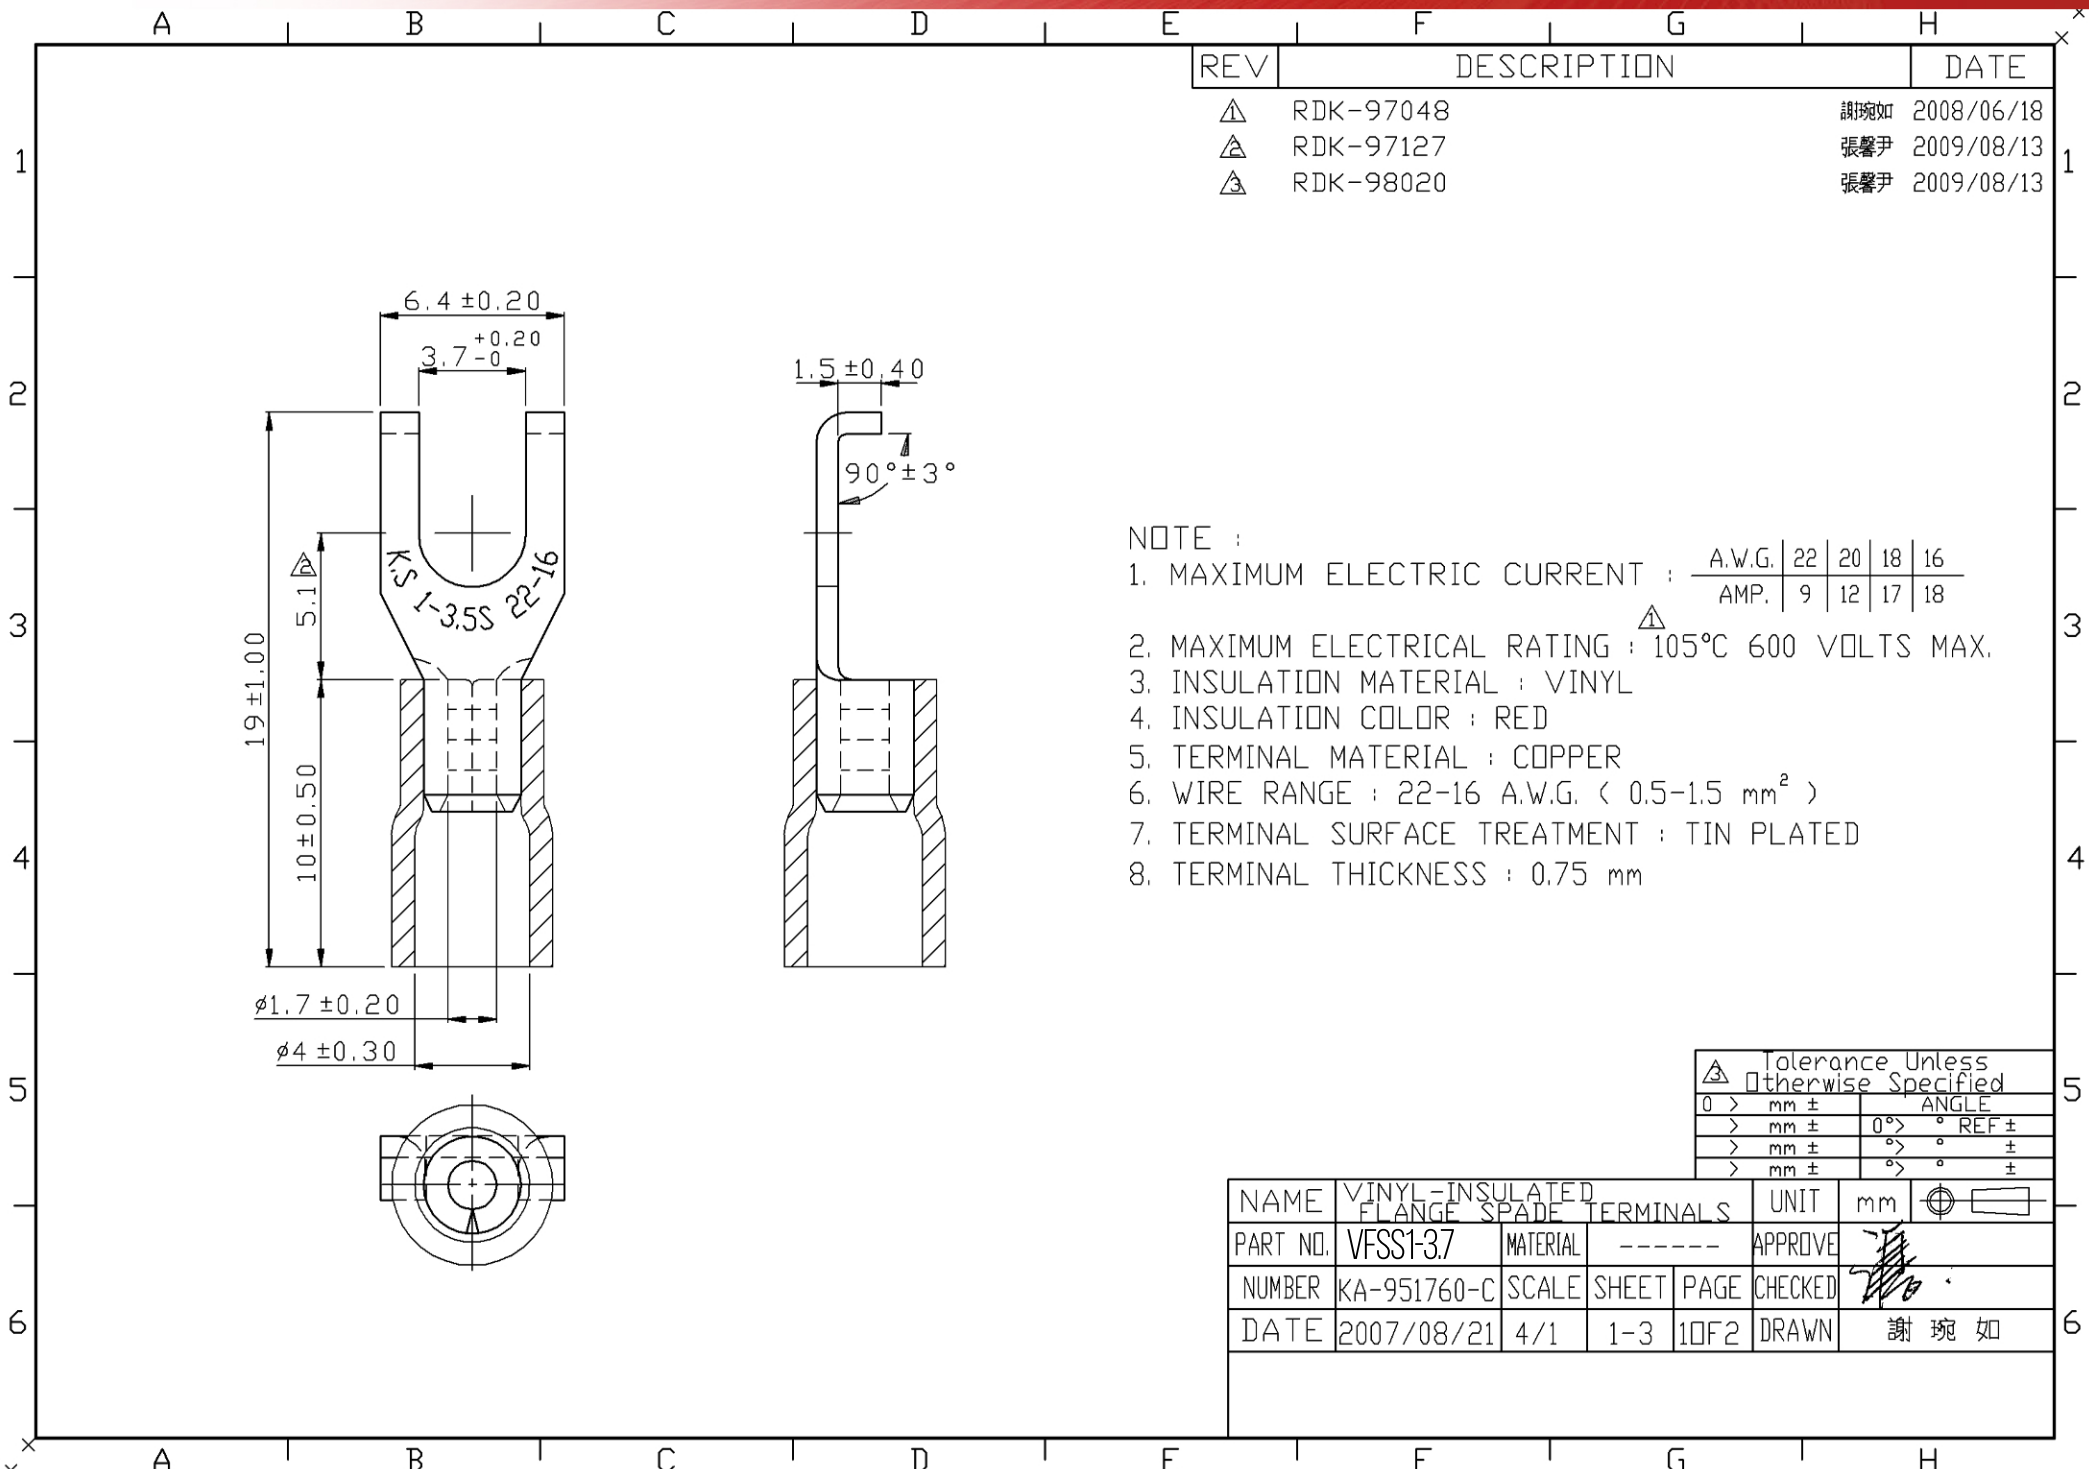 A B C D E F G H
REV DESCRIPTION DATE
1 RDK-97048 謝琬如 2008/06/18
2 RDK-97127 張馨尹 2009/08/13
3 RDK-98020 張馨尹 2009/08/13
1 1
2 2
3 3
4 4
5 5
6 6
6.4 ±0.20
3.7 +0.20 -0
1.5 ±0.40
90°±3°
5.1 2
19±1.00
10±0.50
K.S 1-3.5S 22-16
ø1.7 ±0.20
ø4 ±0.30
NOTE :
1. MAXIMUM ELECTRIC CURRENT : A.W.G. 22 20 18 16
AMP. 9 12 17 18
1
2. MAXIMUM ELECTRICAL RATING : 105°C 600 VOLTS MAX.
3. INSULATION MATERIAL : VINYL
4. INSULATION COLOR : RED
5. TERMINAL MATERIAL : COPPER
6. WIRE RANGE : 22-16 A.W.G. ( 0.5-1.5 mm² )
7. TERMINAL SURFACE TREATMENT : TIN PLATED
8. TERMINAL THICKNESS : 0.75 mm
3 Tolerance Unless
Otherwise Specified
0 > mm ± ANGLE
> mm ± 0°> ° REF ±
> mm ± °> ° ±
> mm ± °> ° ±
NAME VINYL-INSULATED
FLANGE SPADE TERMINALS UNIT mm
PART NO. VFSS1-3.7 MATERIAL ------ APPROVE
NUMBER KA-951760-C SCALE SHEET PAGE CHECKED
DATE 2007/08/21 4/1 1-3 1OF2 DRAWN 謝 琬 如
A B C D E F G H